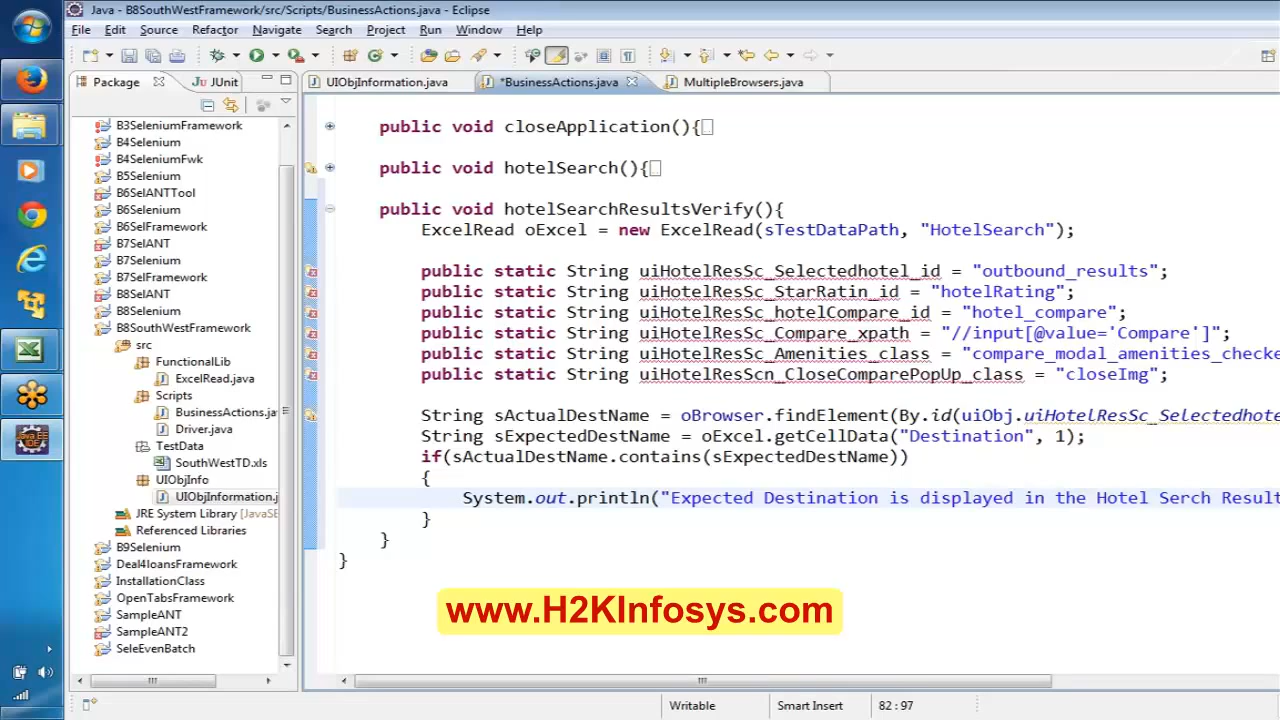 Java - B8SouthWestFramework/src/Scripts/BusinessActions.java - Eclipse
File Edit Source Refactor Navigate Search Project Run Window Help
Package JUnit
UIObjInformation.java *BusinessActions.java MultipleBrowsers.java
B3SeleniumFramework
B4Selenium
B4SeleniumFwk
B5Selenium
B6SelANTTool
B6Selenium
B6SelFramework
B7SelANT
B7Selenium
B7SelFramework
B8SelANT
B8Selenium
B8SouthWestFramework
src
FunctionalLib
ExcelRead.java
Scripts
BusinessActions.ja
Driver.java
TestData
SouthWestTD.xls
UIObjInfo
UIObjInformation.j
JRE System Library [JavaSE
Referenced Libraries
B9Selenium
Deal4loansFramework
InstallationClass
OpenTabsFramework
SampleANT
SampleANT2
SeleEvenBatch
public void closeApplication(){
public void hotelSearch(){
public void hotelSearchResultsVerify(){
ExcelRead oExcel = new ExcelRead(sTestDataPath, "HotelSearch");
public static String uiHotelResSc_Selectedhotel_id = "outbound_results";
public static String uiHotelResSc_StarRatin_id = "hotelRating";
public static String uiHotelResSc_hotelCompare_id = "hotel_compare";
public static String uiHotelResSc_Compare_xpath = "//input[@value='Compare']";
public static String uiHotelResSc_Amenities_class = "compare_modal_amenities_checke
public static String uiHotelResScn_CloseComparePopUp_class = "closeImg";
String sActualDestName = oBrowser.findElement(By.id(uiObj.uiHotelResSc_Selectedhote
String sExpectedDestName = oExcel.getCellData("Destination", 1);
if(sActualDestName.contains(sExpectedDestName))
{
System.out.println("Expected Destination is displayed in the Hotel Serch Result
}
}
}
www.H2KInfosys.com
Writable Smart Insert 82:97